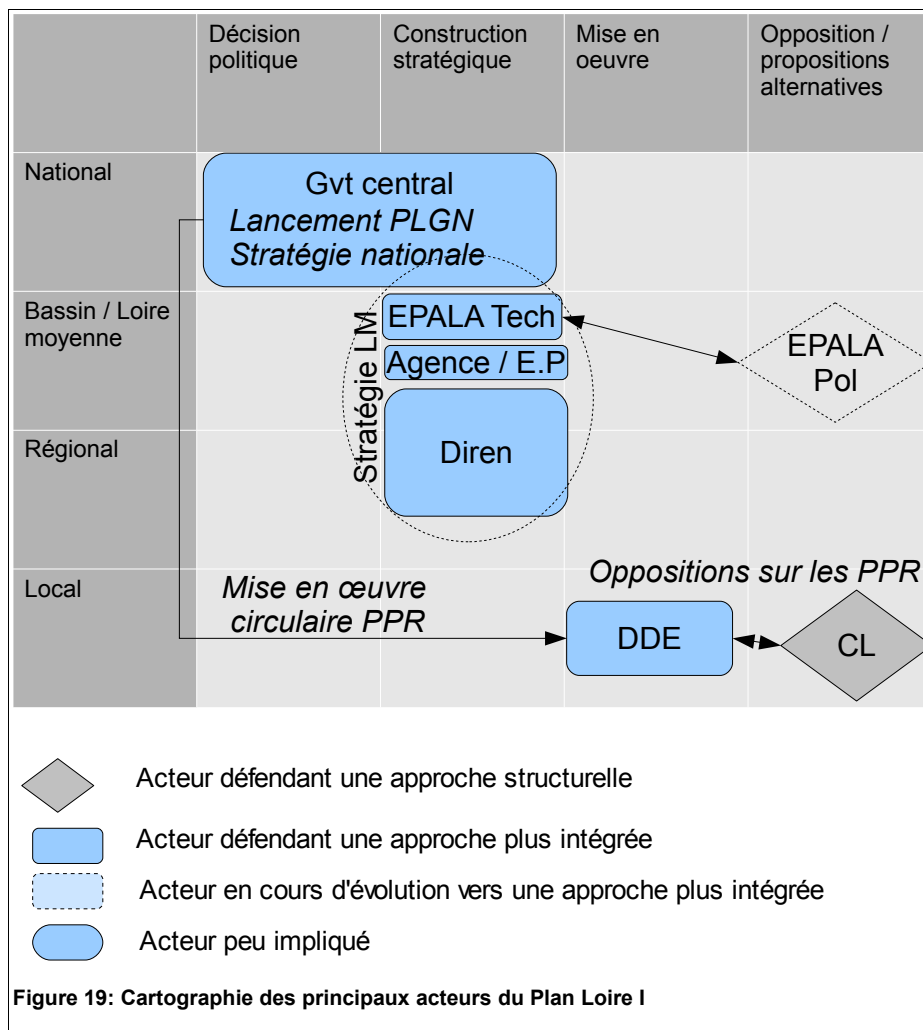 Décision
politique
Construction
stratégique
Mise en
oeuvre
Opposition /
propositions
alternatives
National
Gvt central
Lancement PLGN
Stratégie nationale
Bassin / Loire
moyenne
Stratégie LM
EPALA Tech
Agence / E.P
EPALA
Pol
Régional
Diren
Local
Mise en œuvre
circulaire PPR
Oppositions sur les PPR
DDE
CL
Acteur défendant une approche structurelle
Acteur défendant une approche plus intégrée
Acteur en cours d'évolution vers une approche plus intégrée
Acteur peu impliqué
Figure 19: Cartographie des principaux acteurs du Plan Loire I